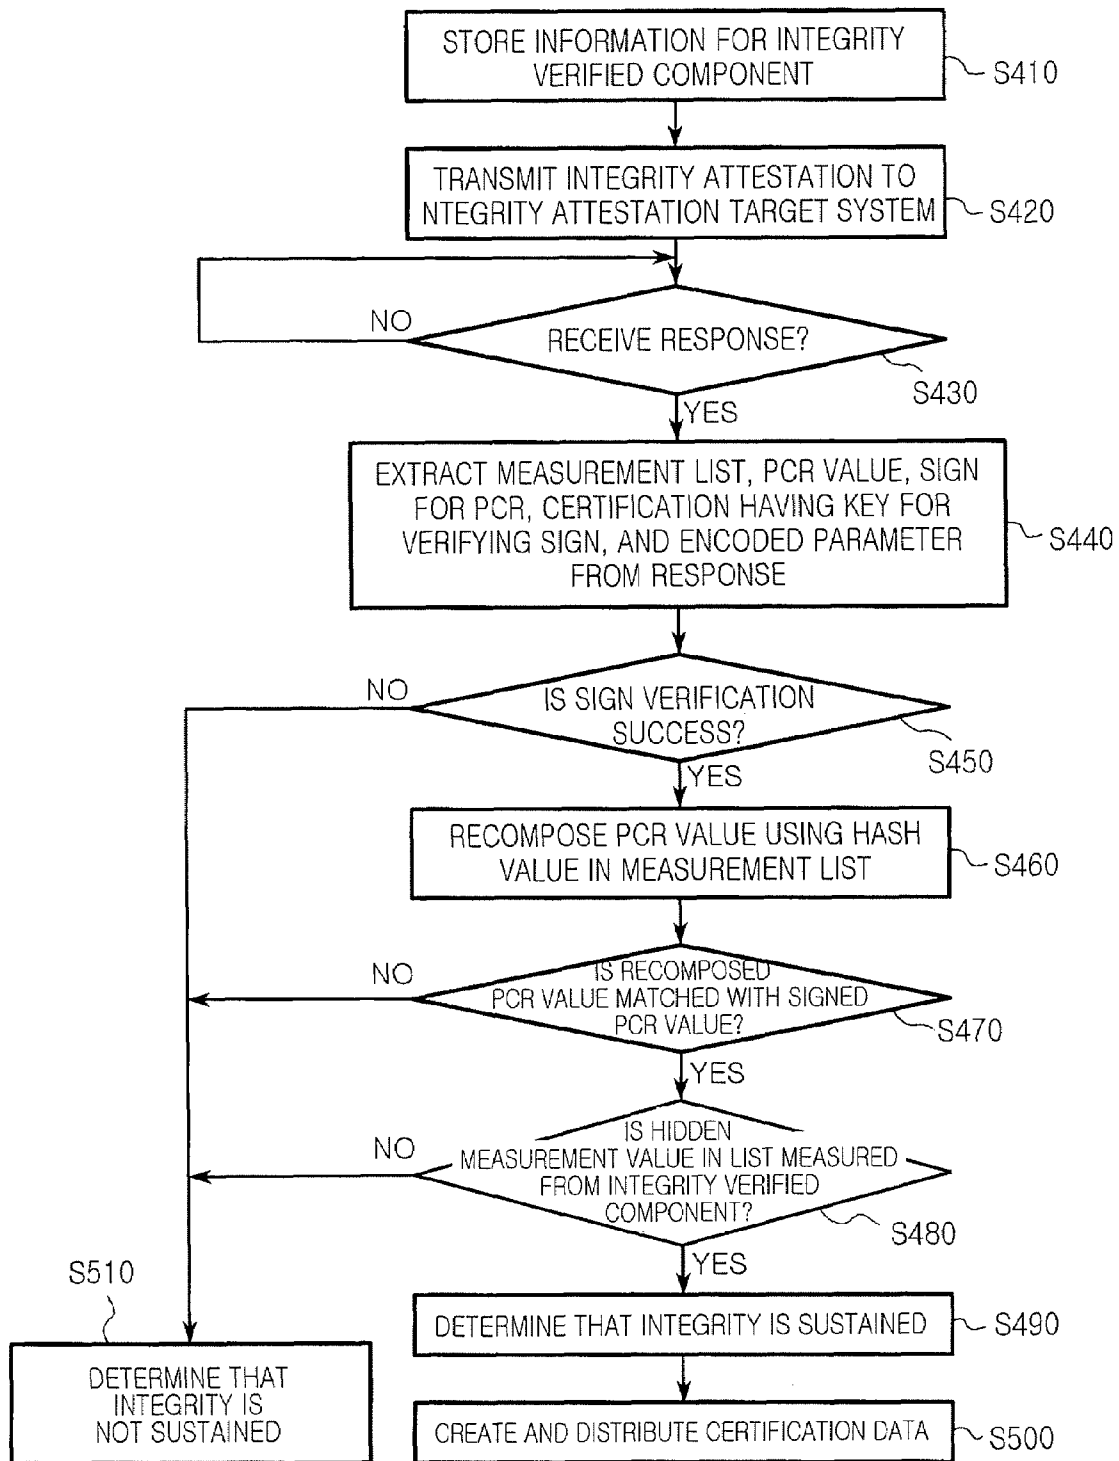 STORE INFORMATION FOR INTEGRITY
VERIFIED COMPONENT
S410
TRANSMIT INTEGRITY ATTESTATION TO
NTEGRITY ATTESTATION TARGET SYSTEM
S420
NO
RECEIVE RESPONSE?
S430
YES
EXTRACT MEASUREMENT LIST, PCR VALUE, SIGN
FOR PCR, CERTIFICATION HAVING KEY FOR
VERIFYING SIGN, AND ENCODED PARAMETER
FROM RESPONSE
S440
NO
IS SIGN VERIFICATION
SUCCESS?
S450
YES
RECOMPOSE PCR VALUE USING HASH
VALUE IN MEASUREMENT LIST
S460
NO
IS RECOMPOSED
PCR VALUE MATCHED WITH SIGNED
PCR VALUE?
S470
YES
NO
IS HIDDEN
MEASUREMENT VALUE IN LIST MEASURED
FROM INTEGRITY VERIFIED
COMPONENT?
S480
YES
S510
DETERMINE THAT INTEGRITY IS SUSTAINED
S490
DETERMINE THAT
INTEGRITY IS
NOT SUSTAINED
CREATE AND DISTRIBUTE CERTIFICATION DATA
S500